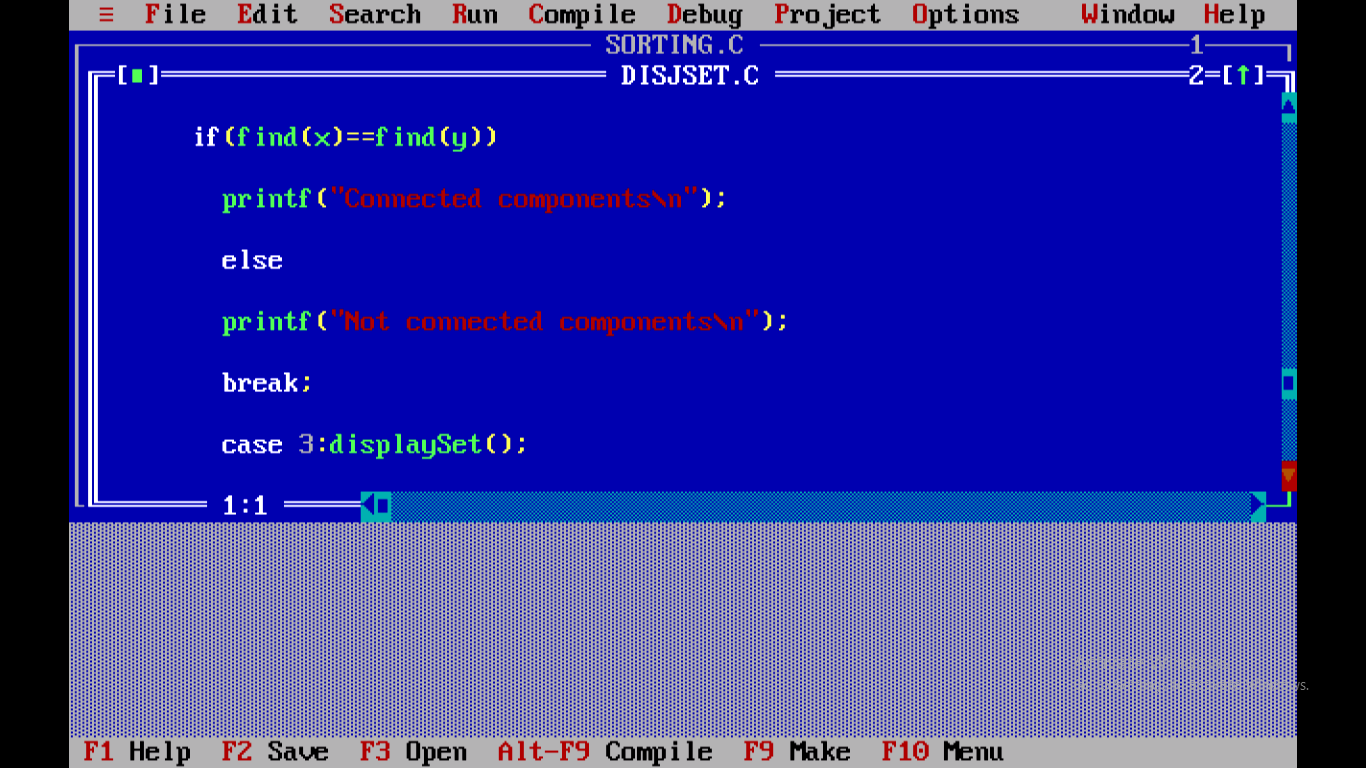 ≡ File Edit Search Run Compile Debug Project Options Window Help
SORTING.C 1
[■] DISJSET.C 2=[↑]
if(find(x)==find(y))
printf("Connected components\n");
else
printf("Not connected components\n");
break;
case 3:displaySet();
1:1
F1 Help F2 Save F3 Open Alt-F9 Compile F9 Make F10 Menu